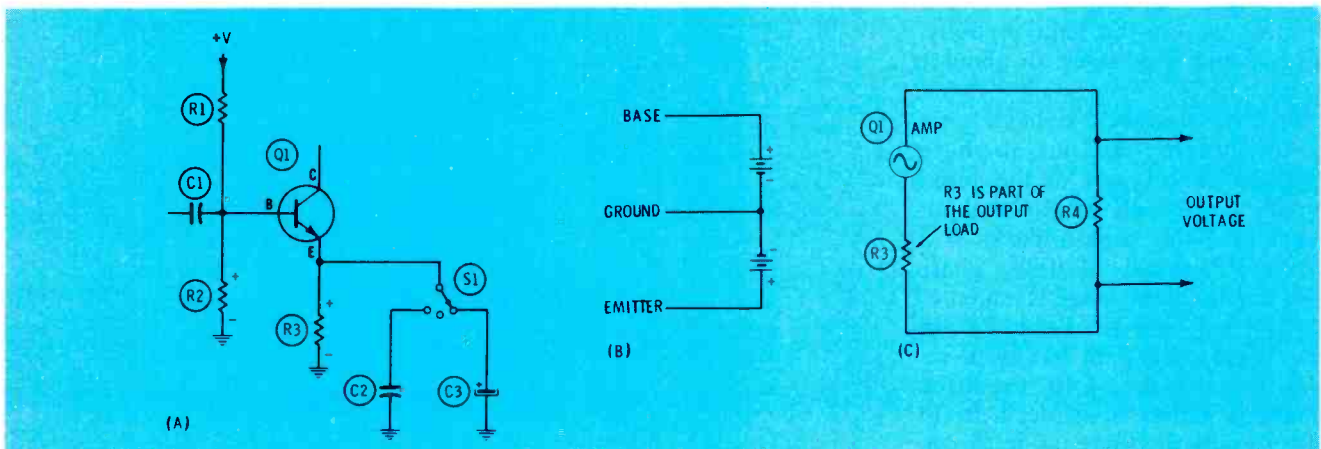 +V
R1
Q1
C
C1
B
E
S1
R2
+
-
R3
+
-
C2
C3
+
(A)
BASE
+
-
GROUND
-
+
EMITTER
(B)
Q1
AMP
R3 IS PART OF
THE OUTPUT
LOAD
R3
R4
OUTPUT
VOLTAGE
(C)